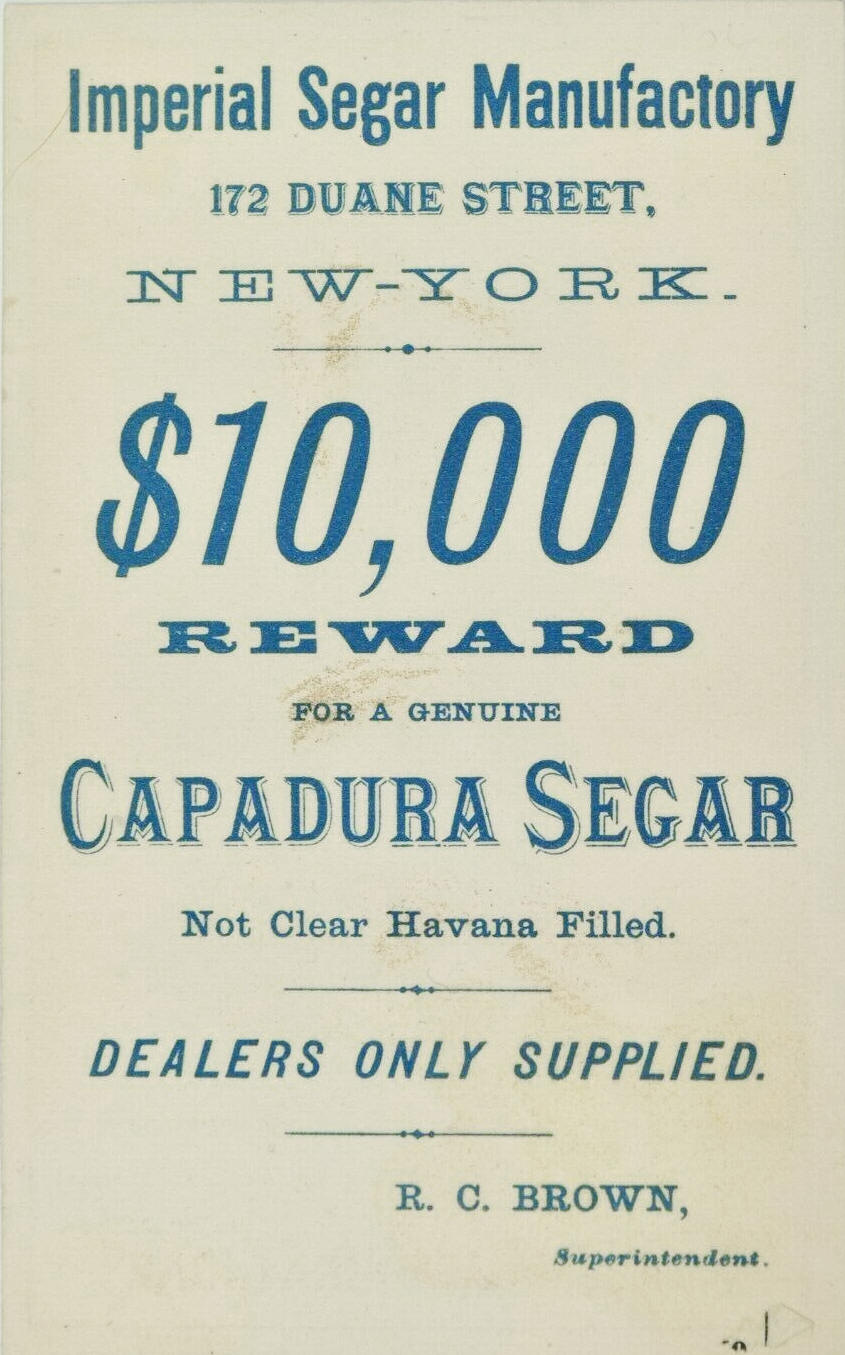 Imperial Segar Manufactory
172 DUANE STREET,
NEW-YORK.
$10,000
REWARD
FOR A GENUINE
CAPADURA SEGAR
Not Clear Havana Filled.
DEALERS ONLY SUPPLIED.
R. C. BROWN,
Superintendent.